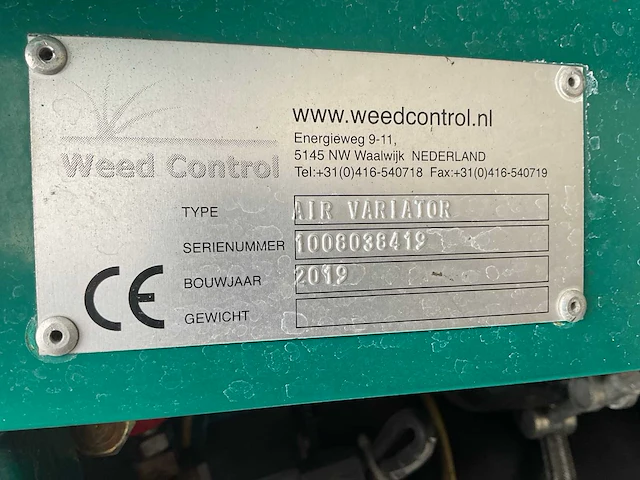 www.weedcontrol.nl
Energieweg 9-11,
5145 NW Waalwijk NEDERLAND
Tel:+31(0)416-540718 Fax:+31(0)416-540719
Weed Control
TYPE AIR VARIATOR
SERIENUMMER 1008038419
BOUWJAAR 2019
GEWICHT
CE